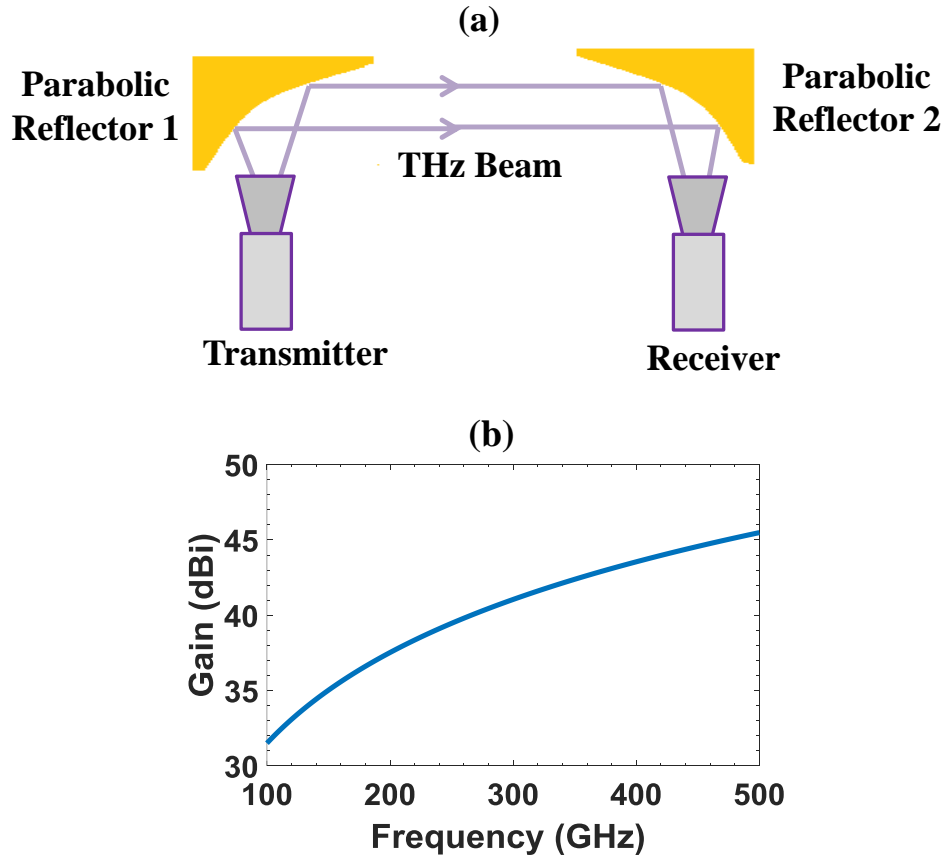 (a)
Parabolic
Reflector 1
Parabolic
Reflector 2
THz Beam
Transmitter
Receiver
(b)
50
45
40
35
30
Gain (dBi)
100 200 300 400 500
Frequency (GHz)